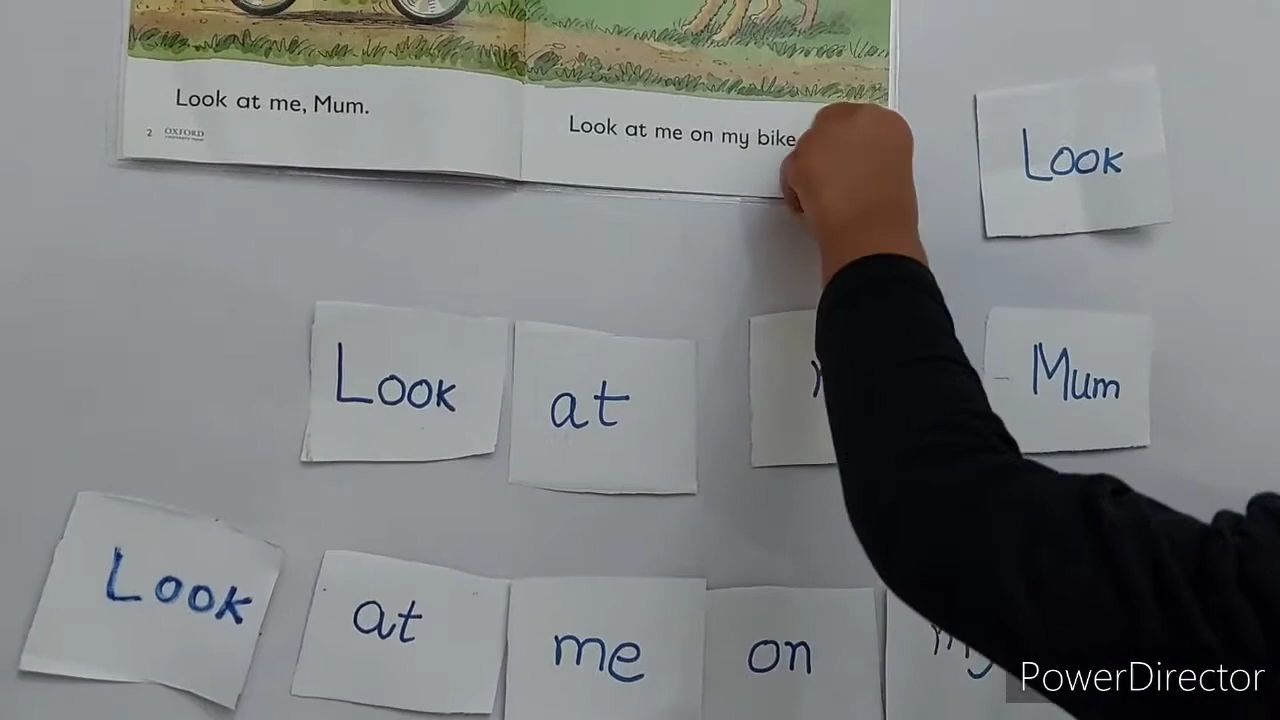 Look at me, Mum.
2 OXFORD
Look at me on my bike
Look
Look at
Mum
Look at me on my
PowerDirector